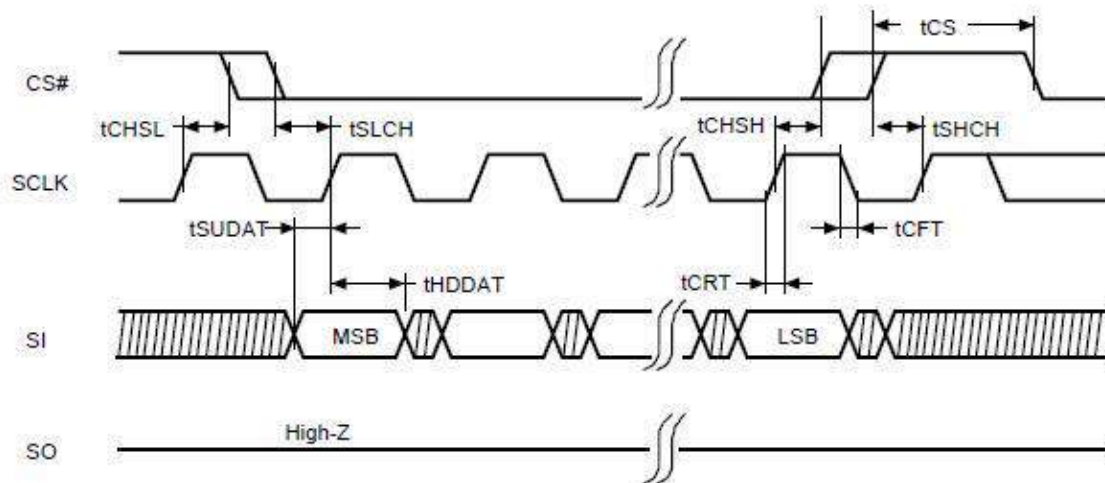 tCS
CS#
tCHSL
tSLCH
tCHSH
tSHCH
SCLK
tSUDAT
tCFT
tHDDAT
tCRT
SI
MSB
LSB
High-Z
SO